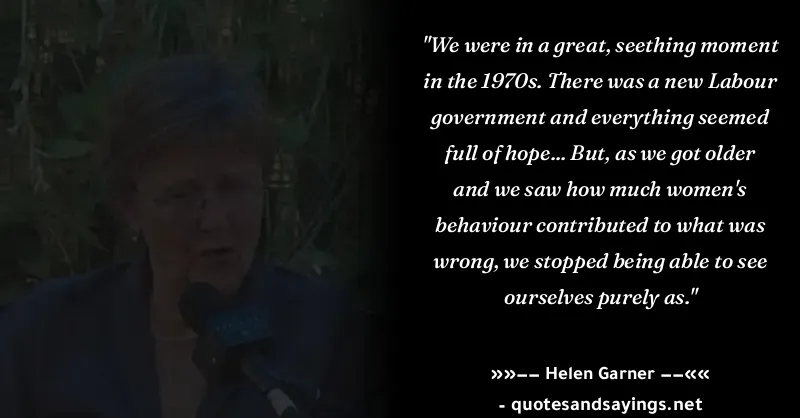 "We were in a great, seething moment
in the 1970s. There was a new Labour
government and everything seemed
full of hope... But, as we got older
and we saw how much women's
behaviour contributed to what was
wrong, we stopped being able to see
ourselves purely as."
»»−− Helen Garner −−««
- quotesandsayings.net